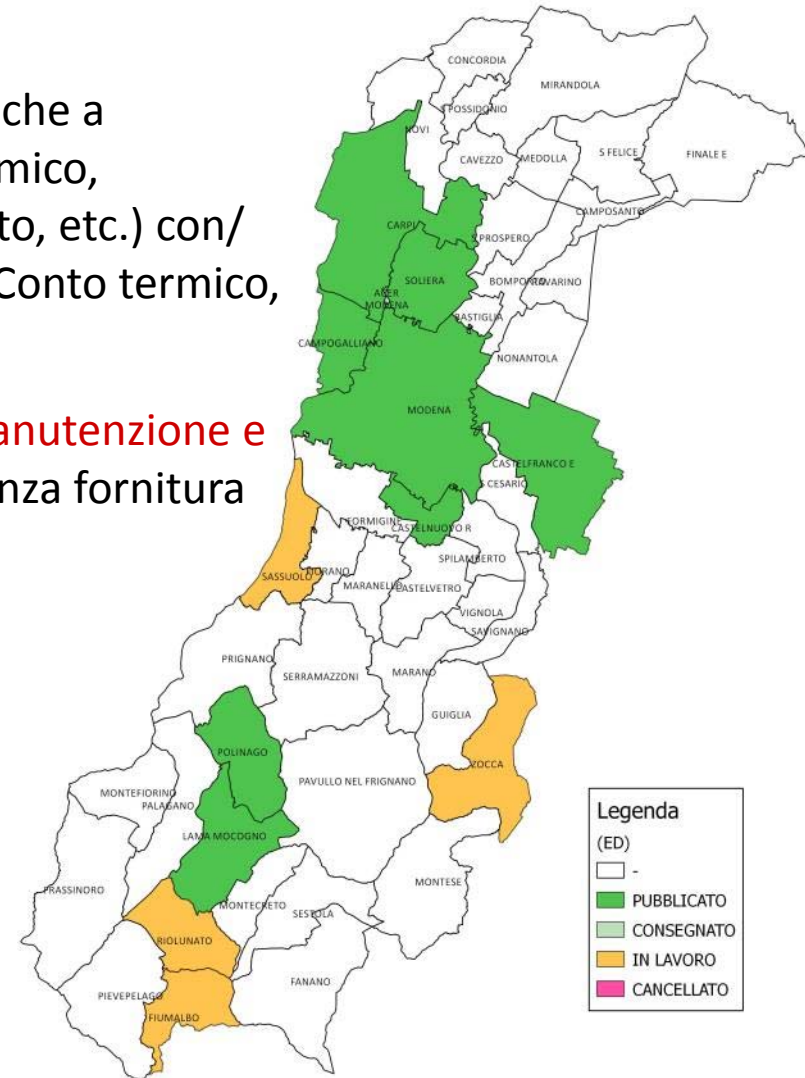 che a
mico,
to, etc.) con/
Conto termico,
anutenzione e
nza fornitura
CONCORDIA
MIRANDOLA
S POSSIDONIO
NOVI
CAVEZZO
MEDOLLA
S FELICE
FINALE E
CAMPOSANTO
CARPI
S PROSPERO
SOLIERA
BOMPORTO
RAVARINO
ACER
MODENA
BASTIGLIA
CAMPOGALLIANO
NONANTOLA
MODENA
CASTELFRANCO E
S CESARIO
FORMIGINE
CASTELNUOVO R
SPILAMBERTO
SASSUOLO
FIORANO
MARANELLO
CASTELVETRO
VIGNOLA
SAVIGNANO
PRIGNANO
SERRAMAZZONI
MARANO
GUIGLIA
POLINAGO
ZOCCA
PAVULLO NEL FRIGNANO
MONTEFIORINO
PALAGANO
LAMA MOCOGNO
MONTESE
FRASSINORO
MONTECRETO
SESTOLA
RIOLUNATO
FANANO
PIEVEPELAGO
FIUMALBO
Legenda
(ED)
-
PUBBLICATO
CONSEGNATO
IN LAVORO
CANCELLATO